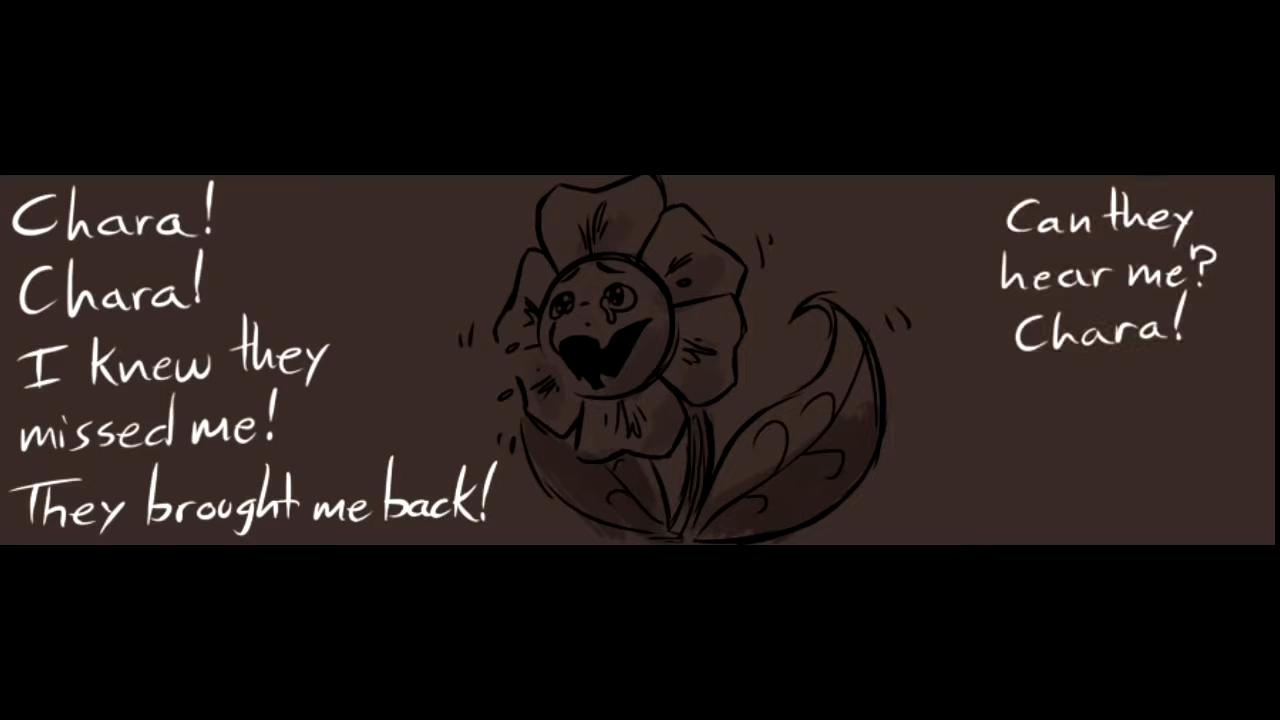 Chara!
Chara!
I knew they
missed me!
They brought me back!
Can they
hear me?
Chara!